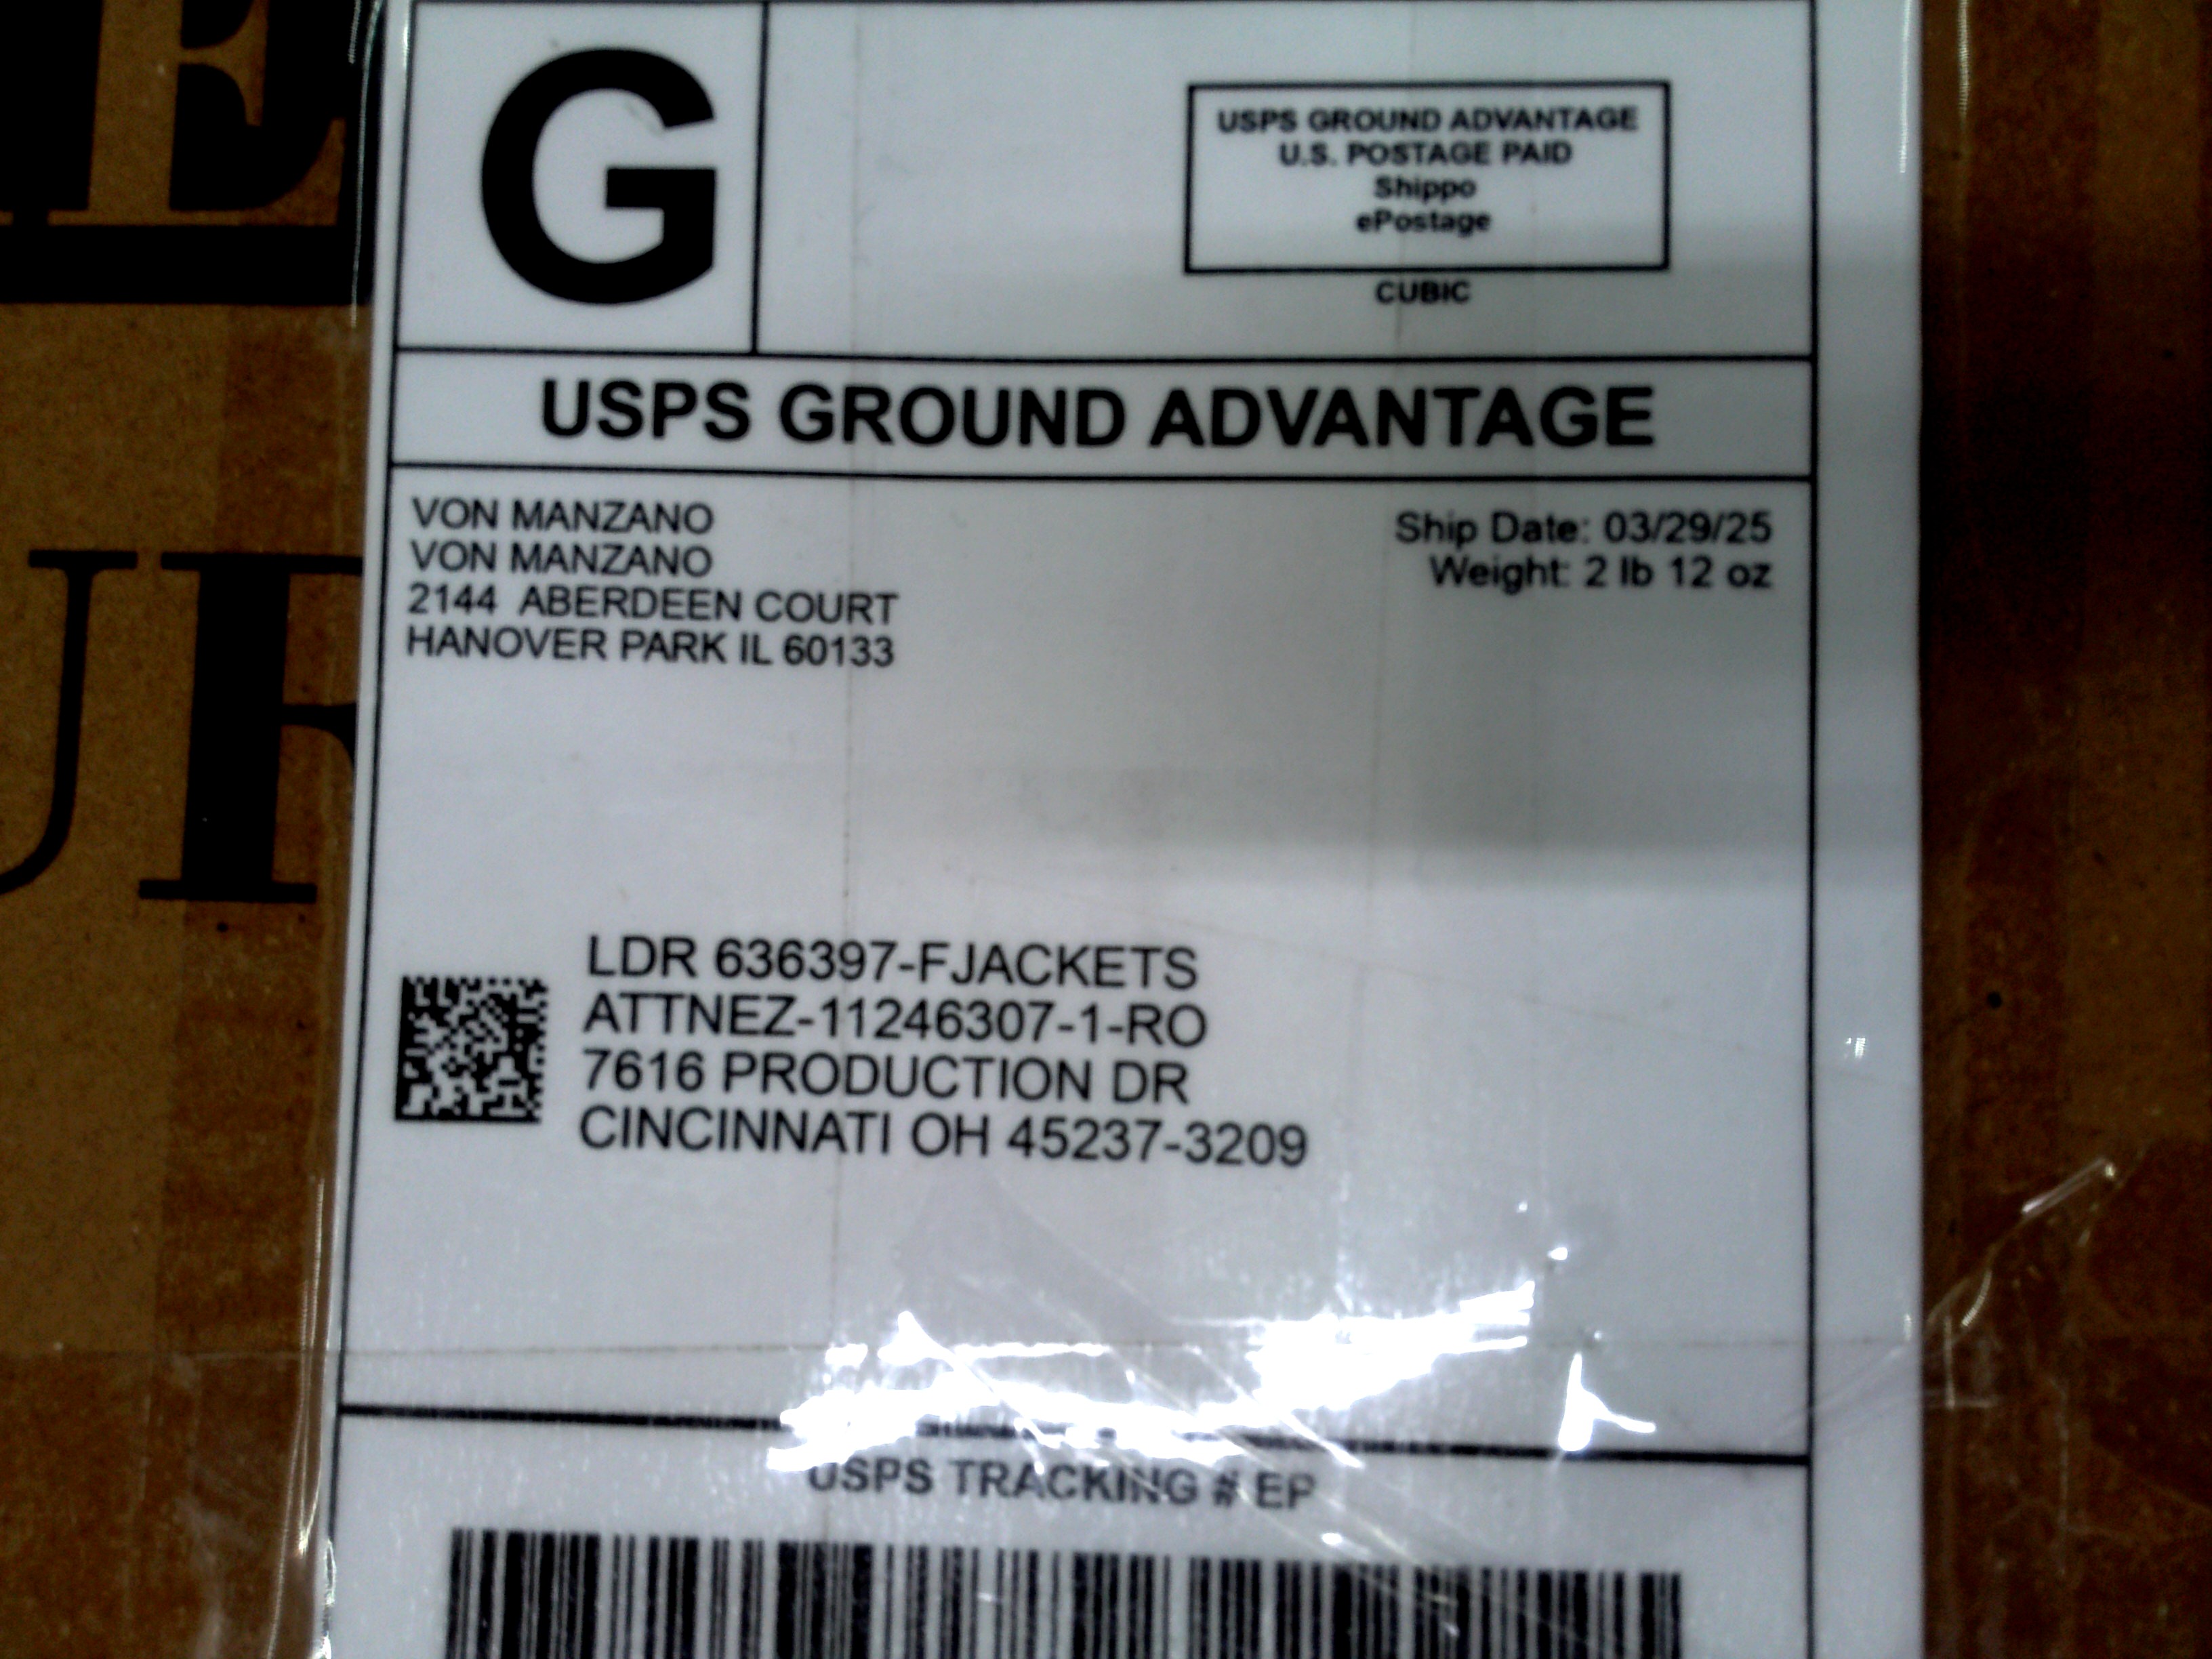 G
USPS GROUND ADVANTAGE
U.S. POSTAGE PAID
Shippo
ePostage
CUBIC
USPS GROUND ADVANTAGE
VON MANZANO
VON MANZANO
2144 ABERDEEN COURT
HANOVER PARK IL 60133
Ship Date: 03/29/25
Weight: 2 lb 12 oz
LDR 636397-FJACKETS
ATTNEZ-11246307-1-RO
7616 PRODUCTION DR
CINCINNATI OH 45237-3209
USPS TRACKING # EP